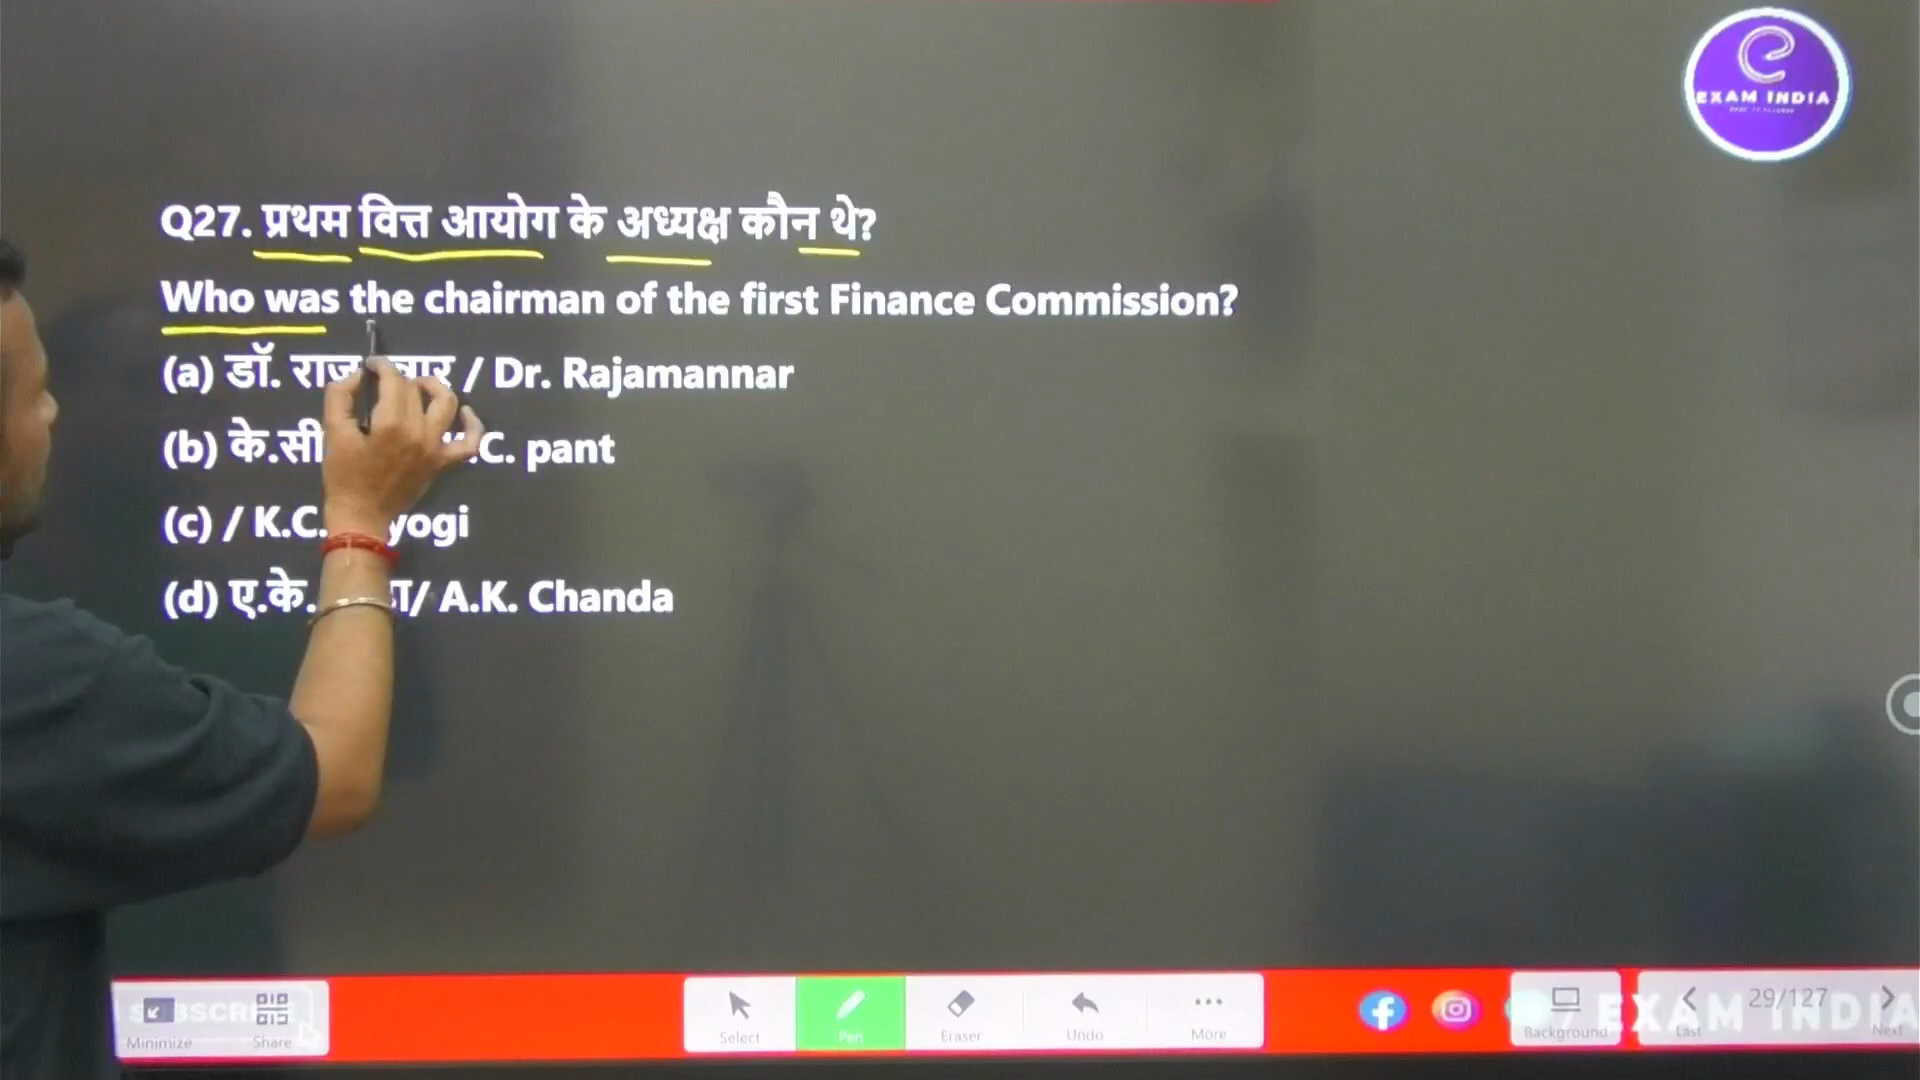 EXAM INDIA
Q27. प्रथम वित्त आयोग के अध्यक्ष कौन थे?
Who was the chairman of the first Finance Commission?
(a) डॉ. / Dr. Rajamannar
(b) के.सी .C. pant
(c) / K.C. yogi
(d) ए.के. / A.K. Chanda
Minimize Share Select Pen Eraser Undo More Background EXAM INDIA Last 29/127 Next